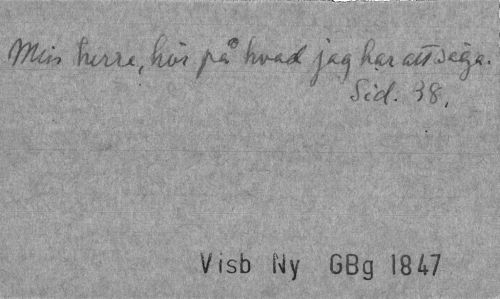 Min herre, hör på hvad jag har att säga.
Sid. 38.
Visb Ny GBg 1847